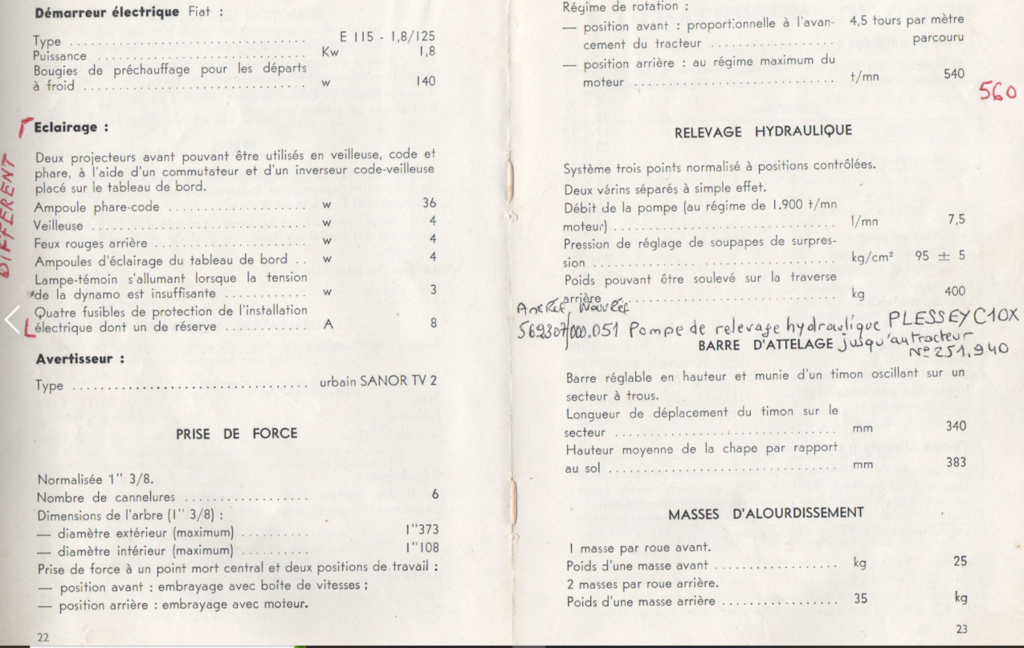 Démarreur électrique Fiat :
Type ................................ E 115 - 1,8/125
Puissance ............................ Kw 1,8
Bougies de préchauffage pour les départs
à froid .............................. w 140
Eclairage :
DIFFÉRENT
Deux projecteurs avant pouvant être utilisés en veilleuse, code et
phare, à l'aide d'un commutateur et d'un inverseur code-veilleuse
placé sur le tableau de bord.
Ampoule phare-code ................... w 36
Veilleuse ............................ w 4
Feux rouges arrière .................. w 4
Ampoules d'éclairage du tableau de bord .. w 4
Lampe-témoin s'allumant lorsque la tension
de la dynamo est insuffisante ........... w 3
Quatre fusibles de protection de l'installation
électrique dont un de réserve ........... A 8
Avertisseur :
Type ................................ urbain SANOR TV 2
PRISE DE FORCE
Normalisée 1" 3/8.
Nombre de cannelures ................. 6
Dimensions de l'arbre (1" 3/8) :
— diamètre extérieur (maximum) .......... 1"373
— diamètre intérieur (maximum) .......... 1"108
Prise de force à un point mort central et deux positions de travail :
— position avant : embrayage avec boîte de vitesses ;
— position arrière : embrayage avec moteur.
22
Régime de rotation :
— position avant : proportionnelle à l'avan- 4,5 tours par mètre
cement du tracteur .................. parcouru
— position arrière : au régime maximum du
moteur ............................ t/mn 540
560
RELEVAGE HYDRAULIQUE
Système trois points normalisé à positions contrôlées.
Deux vérins séparés à simple effet.
Débit de la pompe (au régime de 1.900 t/mn
moteur) ............................. l/mn 7,5
Pression de réglage de soupapes de surpres-
sion ................................ kg/cm² 95 ± 5
Poids pouvant être soulevé sur la traverse
arrière ............................. kg 400
Anc Réf, Nouv Réf
569307/000.051 Pompe de relevage hydraulique PLESSEY C10X
BARRE D'ATTELAGE jusqu'au tracteur
N° 251.940
Barre réglable en hauteur et munie d'un timon oscillant sur un
secteur à trous.
Longueur de déplacement du timon sur le
secteur ............................. mm 340
Hauteur moyenne de la chape par rapport
au sol .............................. mm 383
MASSES D'ALOURDISSEMENT
1 masse par roue avant.
Poids d'une masse avant ................ kg 25
2 masses par roue arrière.
Poids d'une masse arrière ............... 35 kg
23